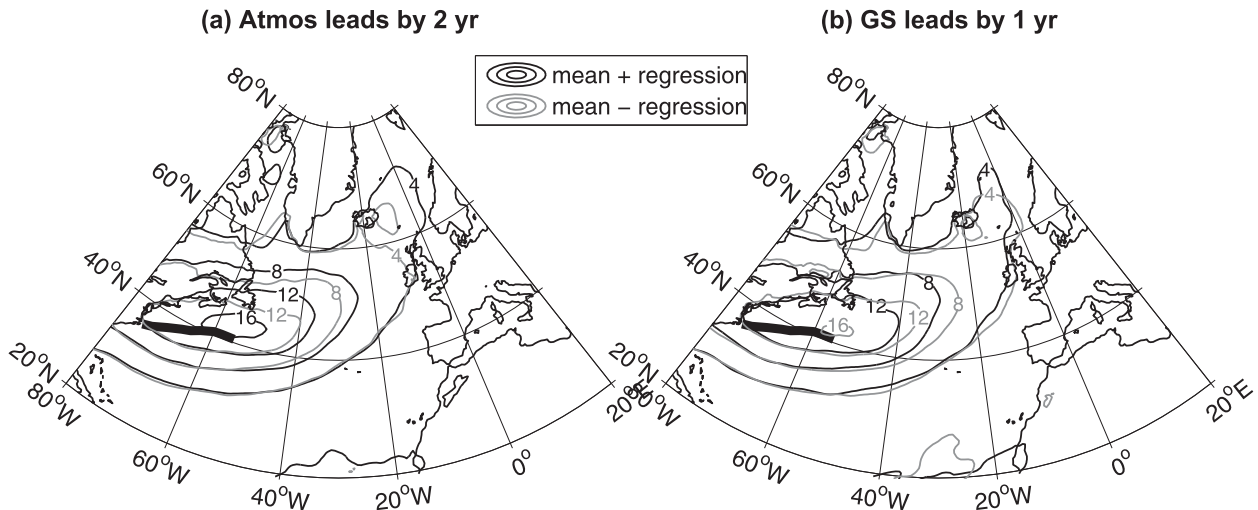 (a) Atmos leads by 2 yr
(b) GS leads by 1 yr
mean + regression
mean − regression
80°N
60°N
40°N
20°N
80°W
60°W
40°W
20°W
0°
20°E
4
4
8
8
12
12
16
80°N
60°N
40°N
20°N
80°W
60°W
40°W
20°W
0°
20°E
4
4
8
8
12
12
16